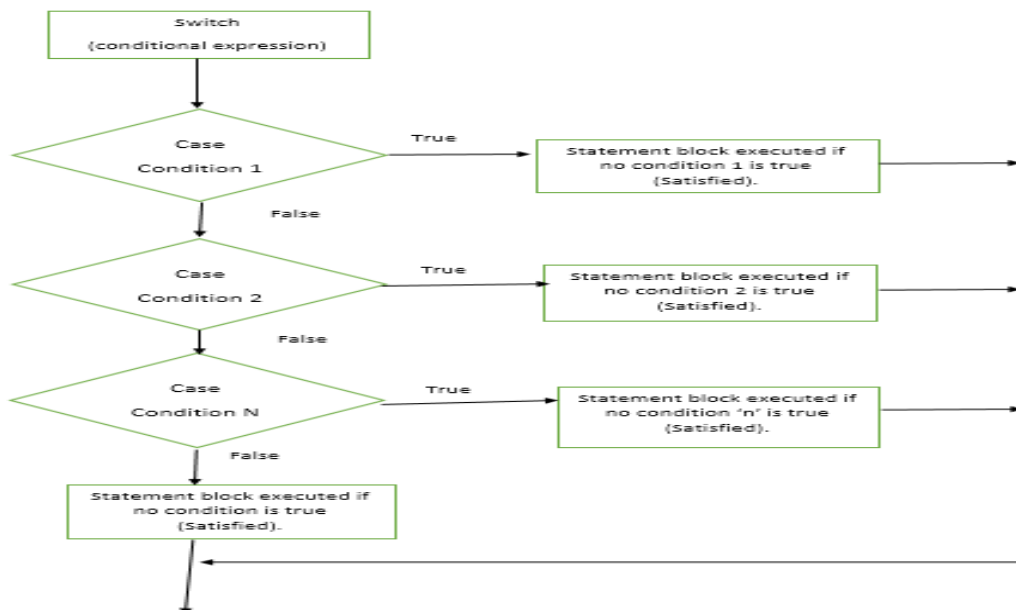 Switch
(conditional expression)
Case
Condition 1
True
Statement block executed if
no condition 1 is true
(Satisfied).
False
Case
Condition 2
True
Statement block executed if
no condition 2 is true
(Satisfied).
False
Case
Condition N
True
Statement block executed if
no condition ‘n’ is true
(Satisfied).
False
Statement block executed if
no condition is true
(Satisfied).